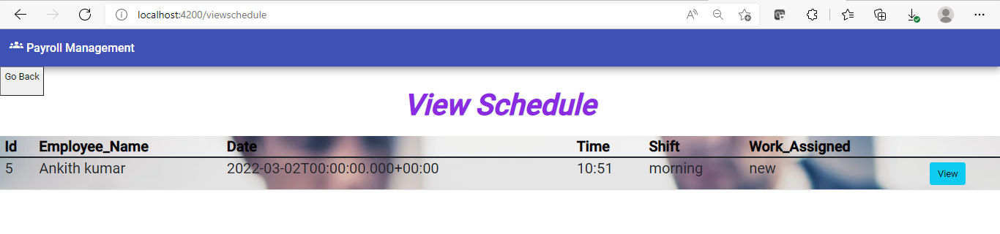 localhost:4200/viewschedule
Payroll Management
Go Back
View Schedule
Id Employee_Name Date Time Shift Work_Assigned
5 Ankith kumar 2022-03-02T00:00:00.000+00:00 10:51 morning new View